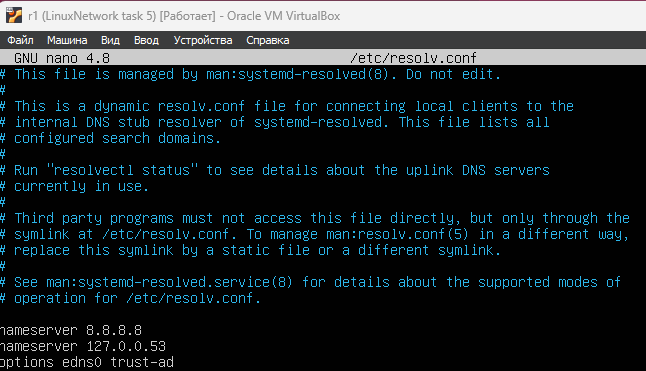 r1 (LinuxNetwork task 5) [Работает] - Oracle VM VirtualBox
Файл Машина Вид Ввод Устройства Справка
GNU nano 4.8 /etc/resolv.conf
# This file is managed by man:systemd-resolved(8). Do not edit.
#
# This is a dynamic resolv.conf file for connecting local clients to the
# internal DNS stub resolver of systemd-resolved. This file lists all
# configured search domains.
#
# Run "resolvectl status" to see details about the uplink DNS servers
# currently in use.
#
# Third party programs must not access this file directly, but only through the
# symlink at /etc/resolv.conf. To manage man:resolv.conf(5) in a different way,
# replace this symlink by a static file or a different symlink.
#
# See man:systemd-resolved.service(8) for details about the supported modes of
# operation for /etc/resolv.conf.
nameserver 8.8.8.8
nameserver 127.0.0.53
options edns0 trust-ad